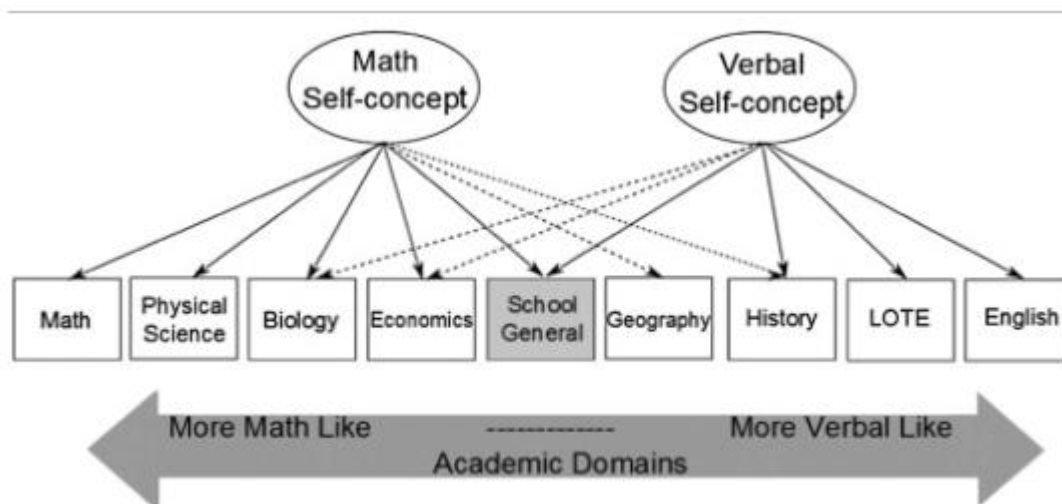 Math
Self-concept
Verbal
Self-concept
Math
Physical
Science
Biology
Economics
School
General
Geography
History
LOTE
English
More Math Like
-------------
More Verbal Like
Academic Domains